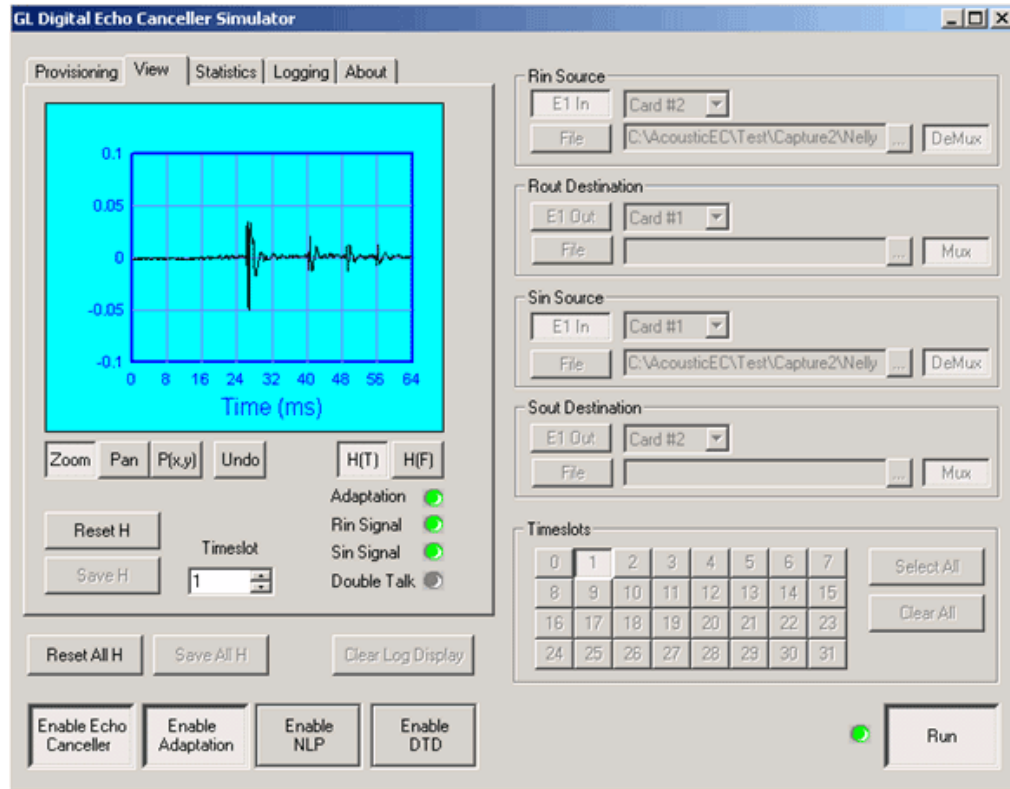 GL Digital Echo Canceller Simulator
Provisioning View Statistics Logging About
0.1
0.05
0
-0.05
-0.1
0 8 16 24 32 40 48 56 64
Time (ms)
Zoom Pan P(x,y) Undo H(T) H(F)
Adaptation
Rin Signal
Sin Signal
Double Talk
Reset H
Save H
Timeslot
1
Reset All H Save All H Clear Log Display
Enable Echo Canceller
Enable Adaptation
Enable NLP
Enable DTD
Rin Source
E1 In Card #2
File C:\AcousticEC\Test\Capture2\Nelly ... DeMux
Rout Destination
E1 Out Card #1
File ... Mux
Sin Source
E1 In Card #1
File C:\AcousticEC\Test\Capture2\Nelly ... DeMux
Sout Destination
E1 Out Card #2
File ... Mux
Timeslots
0 1 2 3 4 5 6 7
8 9 10 11 12 13 14 15
16 17 18 19 20 21 22 23
24 25 26 27 28 29 30 31
Select All
Clear All
Run